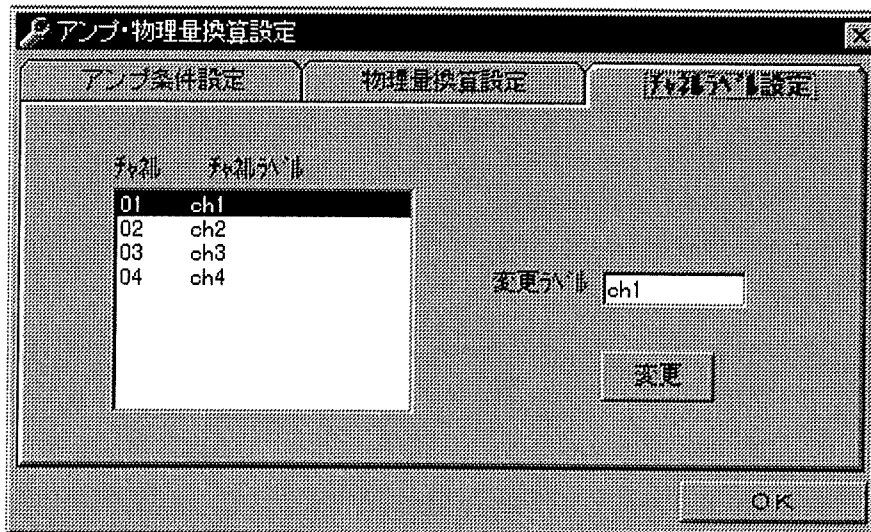 アンプ・物理量換算設定
アンプ条件設定 物理量換算設定 ﾁｬﾈﾙﾗﾍﾞﾙ設定
ﾁｬﾈﾙ ﾁｬﾈﾙﾗﾍﾞﾙ
01 ch1
02 ch2
03 ch3
04 ch4
変更ﾗﾍﾞﾙ ch1
変更
OK